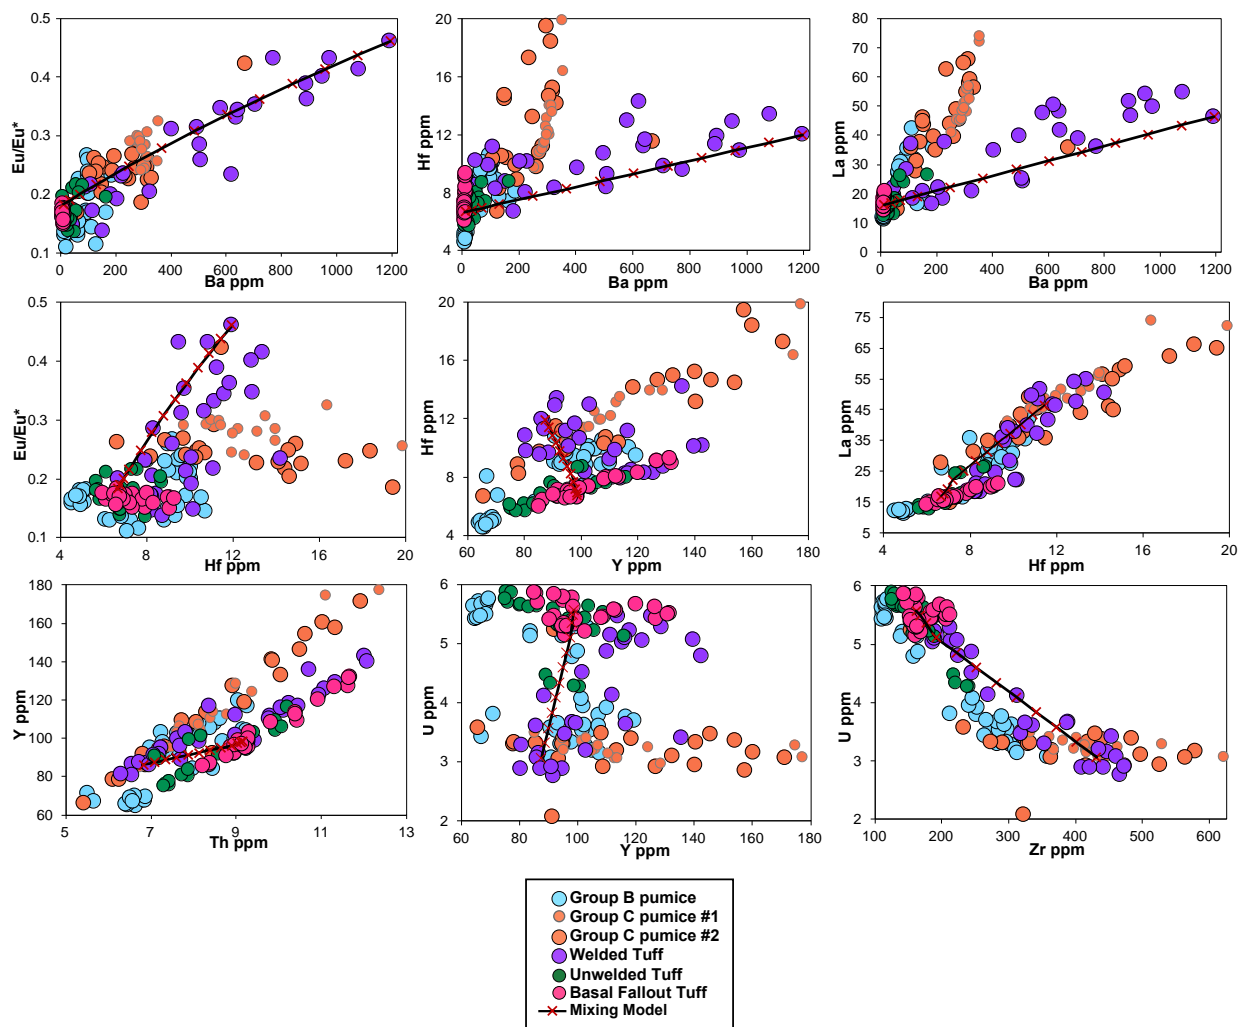 0.5
0.4
0.3
0.2
0.1
Eu/Eu*
0 200 400 600 800 1000 1200
Ba ppm
20
16
12
8
4
Hf ppm
0 200 400 600 800 1000 1200
Ba ppm
80
70
60
50
40
30
20
10
0
La ppm
0 200 400 600 800 1000 1200
Ba ppm
0.5
0.4
0.3
0.2
0.1
Eu/Eu*
4 8 12 16 20
Hf ppm
20
16
12
8
4
Hf ppm
60 80 100 120 140 160 180
Y ppm
75
65
55
45
35
25
15
5
La ppm
4 8 12 16 20
Hf ppm
180
160
140
120
100
80
60
Y ppm
5 7 9 11 13
Th ppm
6
5
4
3
2
U ppm
60 80 100 120 140 160 180
Y ppm
6
5
4
3
2
U ppm
100 200 300 400 500 600
Zr ppm
Group B pumice
Group C pumice #1
Group C pumice #2
Welded Tuff
Unwelded Tuff
Basal Fallout Tuff
Mixing Model